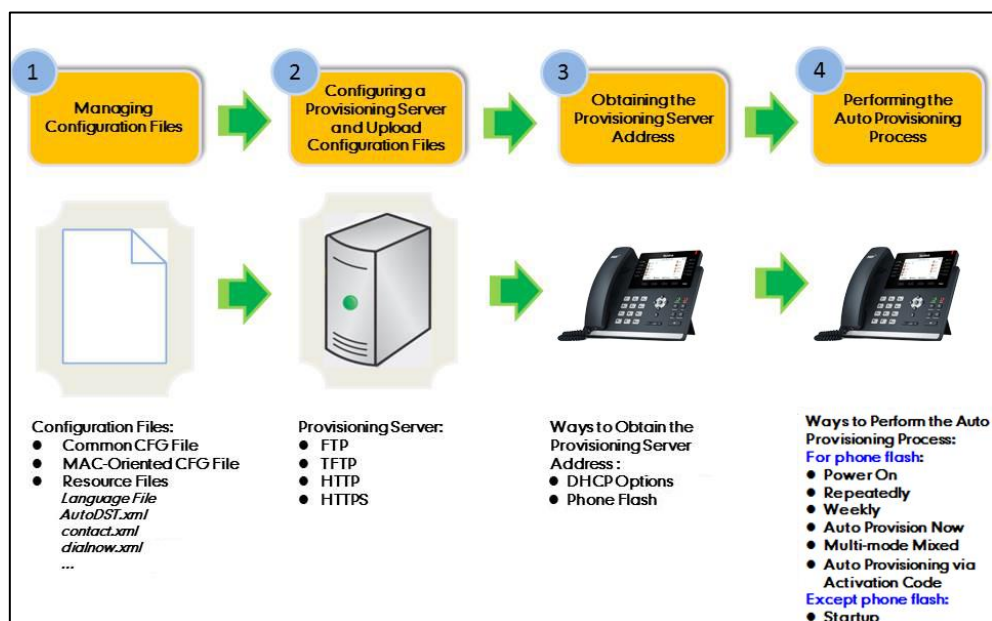 1
Managing
Configuration Files
2
Configuring a
Provisioning Server
and Upload
Configuration Files
3
Obtaining the
Provisioning Server
Address
4
Performing the
Auto Provisioning
Process
Configuration Files:
● Common CFG File
● MAC-Oriented CFG File
● Resource Files
Language File
AutoDST.xml
contact.xml
dialnow.xml
...
Provisioning Server:
● FTP
● TFTP
● HTTP
● HTTPS
Ways to Obtain the
Provisioning Server
Address :
● DHCP Options
● Phone Flash
Ways to Perform the Auto
Provisioning Process:
For phone flash:
● Power On
● Repeatedly
● Weekly
● Auto Provision Now
● Multi-mode Mixed
● Auto Provisioning via
Activation Code
Except phone flash:
● Startup